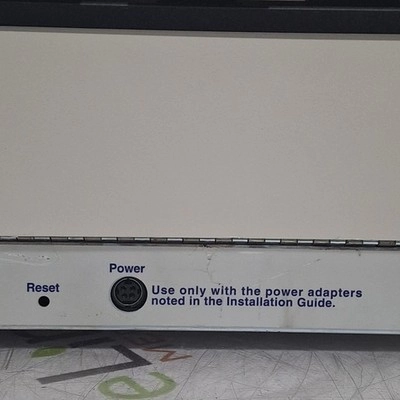 Power
Reset
Use only with the power adapters
noted in the Installation Guide.